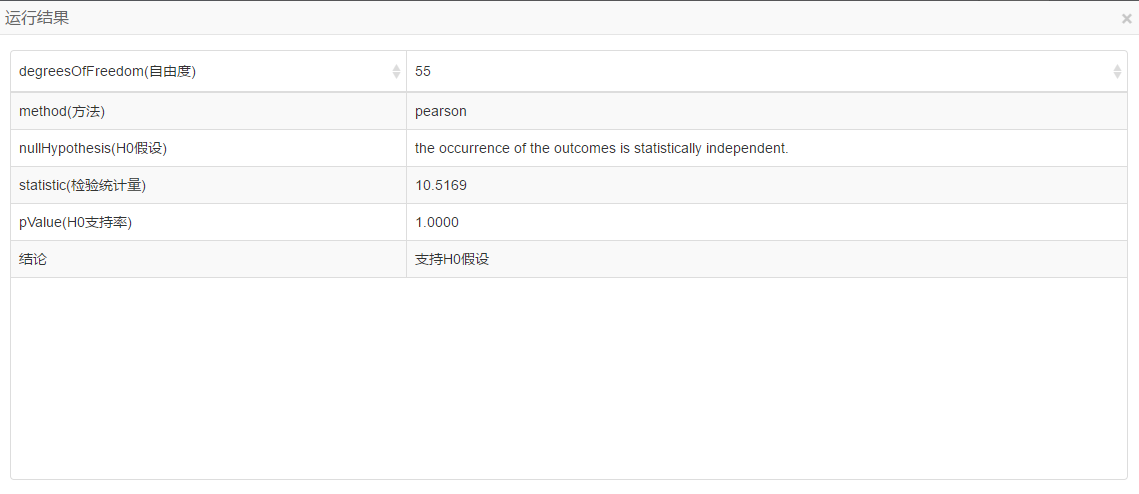 运行结果
degreesOfFreedom(自由度) 55
method(方法) pearson
nullHypothesis(H0假设) the occurrence of the outcomes is statistically independent.
statistic(检验统计量) 10.5169
pValue(H0支持率) 1.0000
结论 支持H0假设